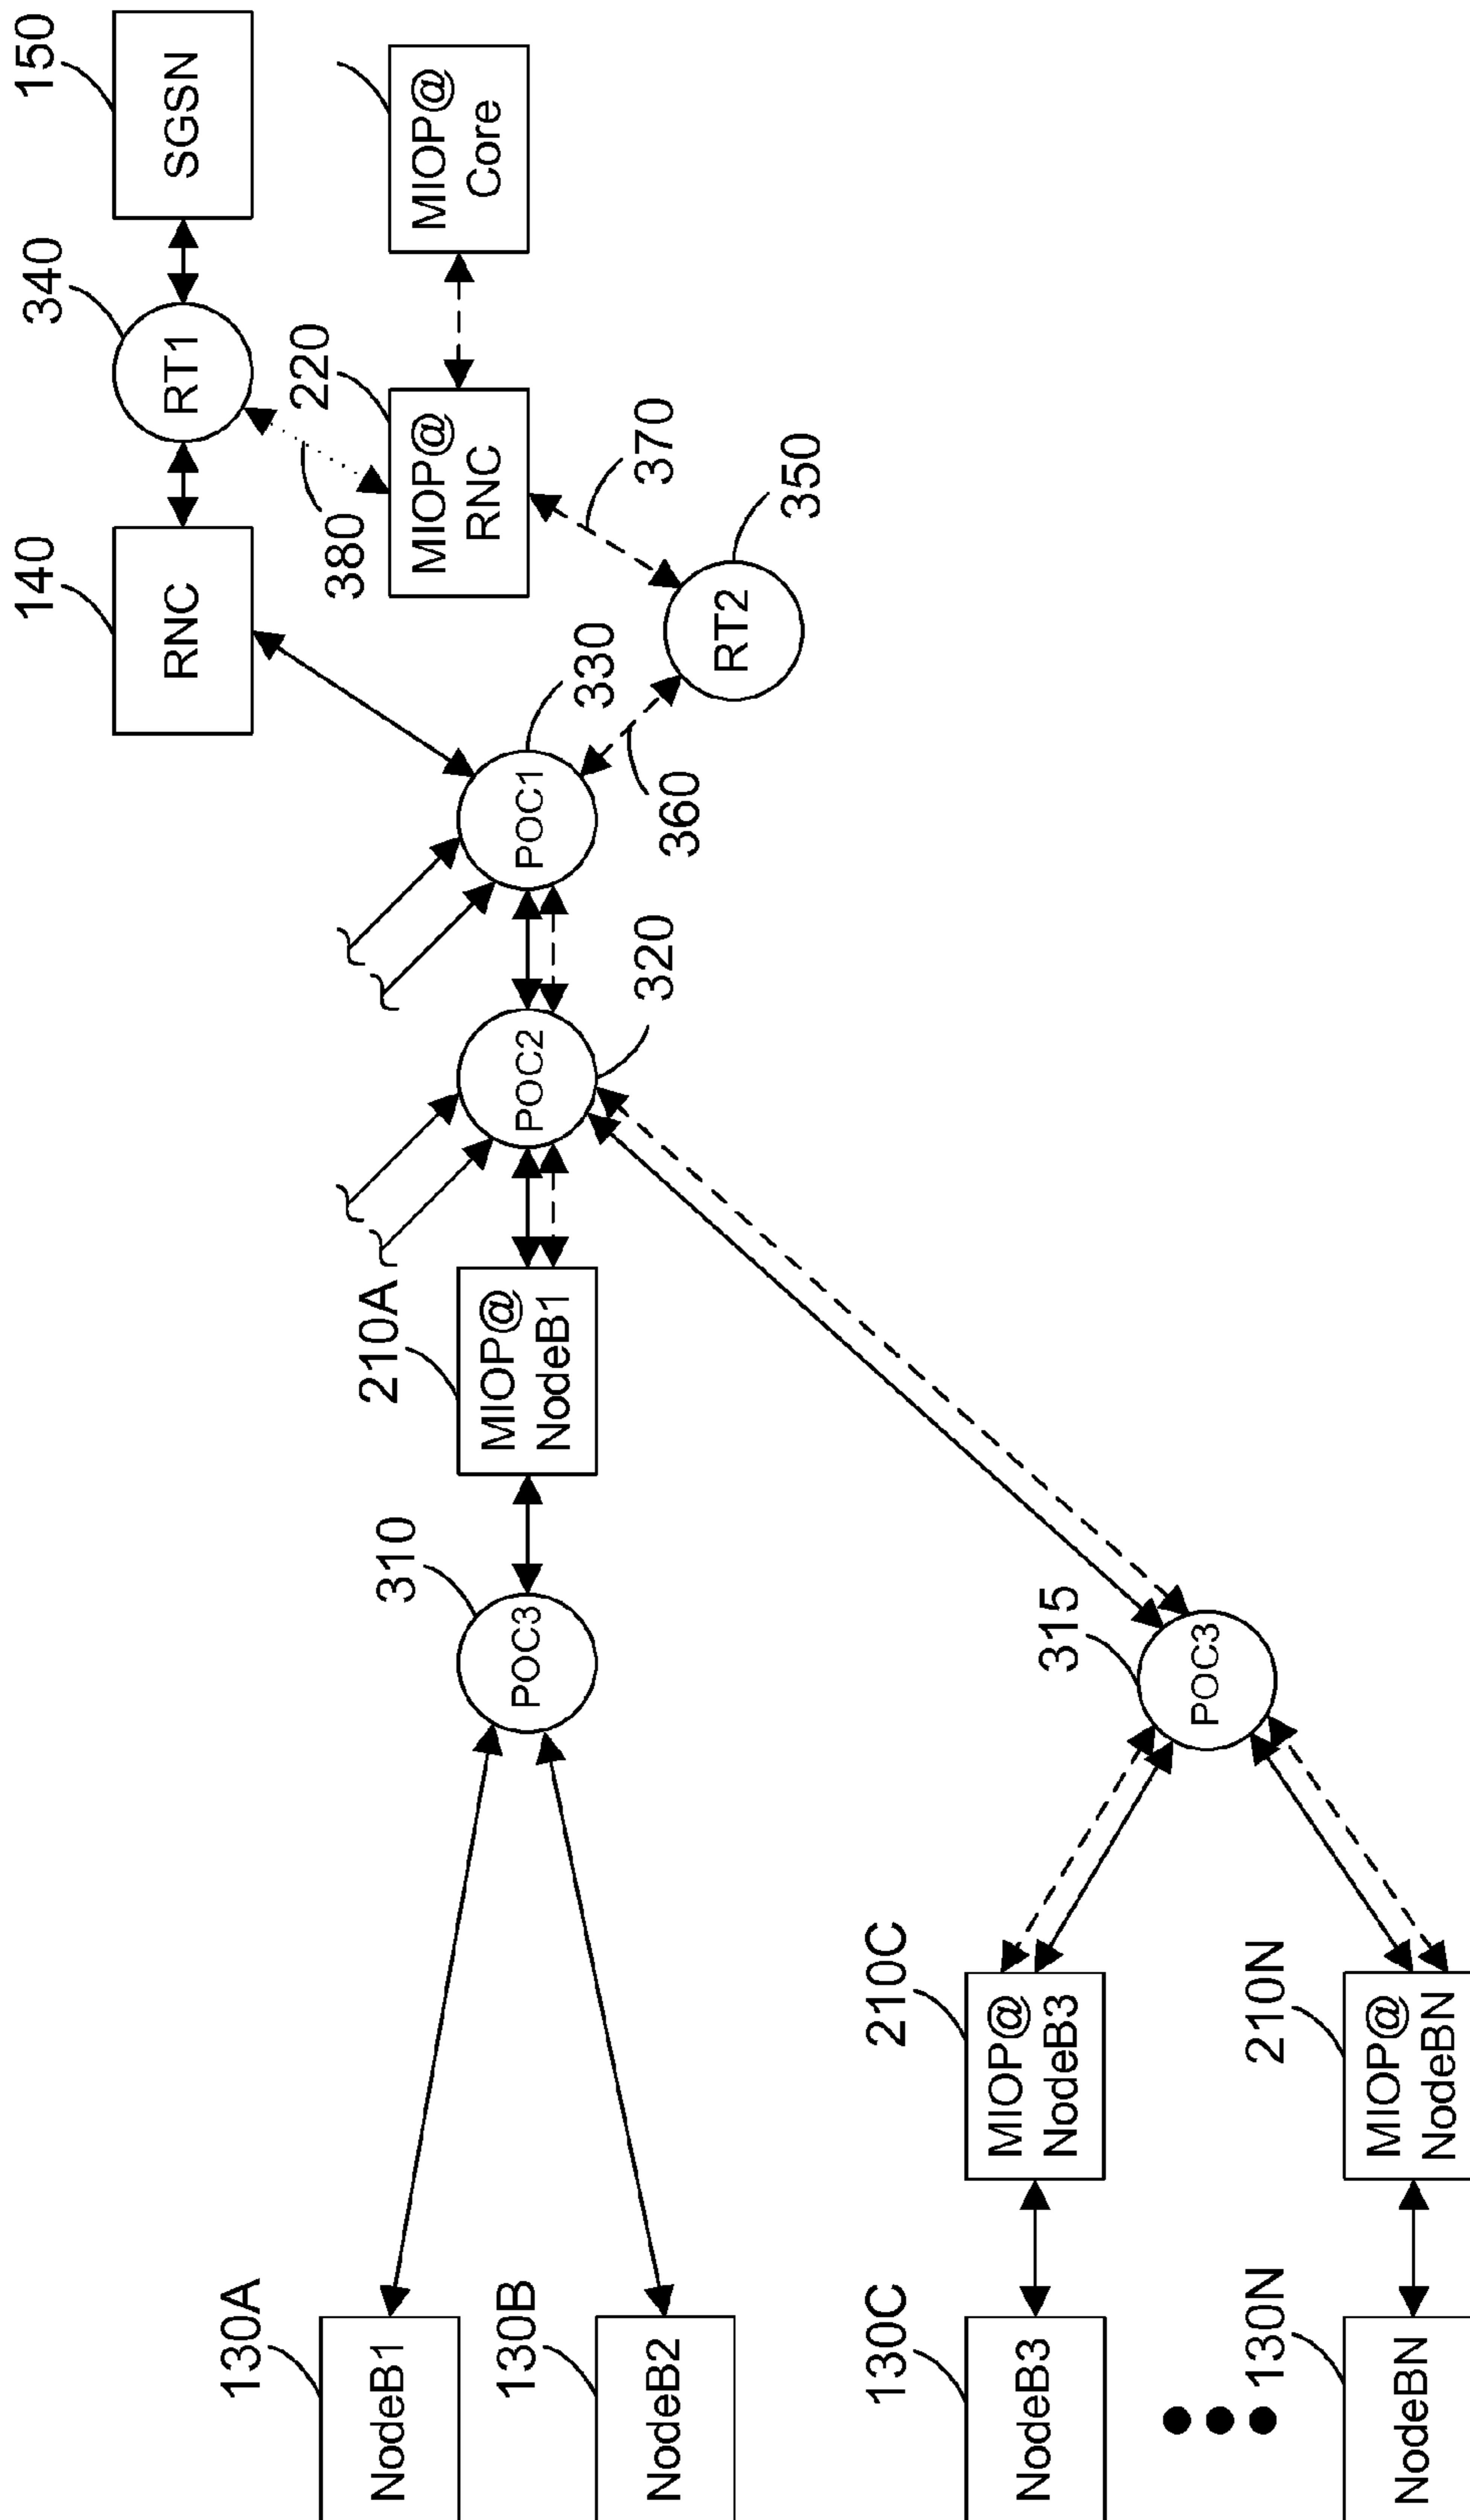 130A
NodeB1
130B
NodeB2
130C
NodeB3
130N
NodeBN
210C
MIOP@
NodeB3
210N
MIOP@
NodeBN
310
POC3
315
POC3
210A
MIOP@
NodeB1
POC2
320
POC1
330
360
140
RNC
380
220
MIOP@
RNC
370
RT2
350
340
RT1
150
SGSN
MIOP@
Core